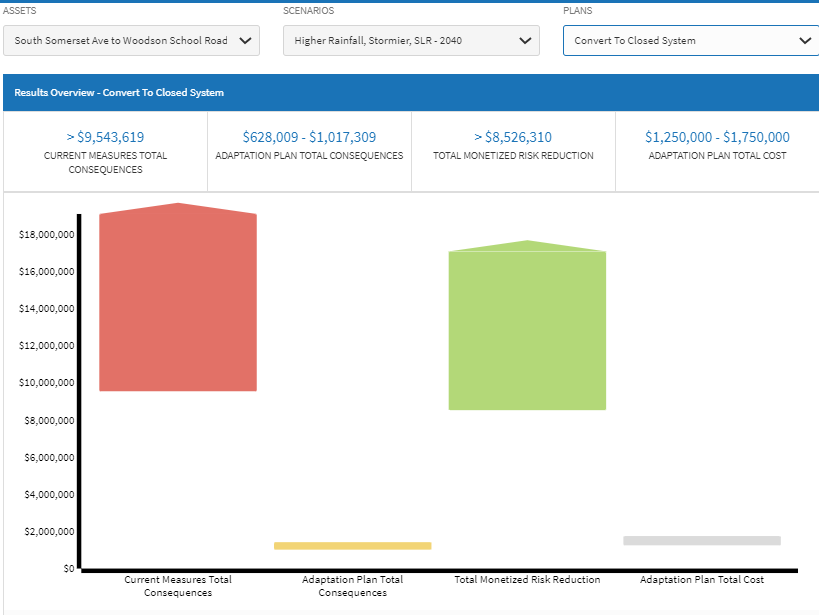 ASSETS
SCENARIOS
PLANS
South Somerset Ave to Woodson School Road
Higher Rainfall, Stormier, SLR - 2040
Convert To Closed System
Results Overview - Convert To Closed System
> $9,543,619
CURRENT MEASURES TOTAL
CONSEQUENCES
$628,009 - $1,017,309
ADAPTATION PLAN TOTAL CONSEQUENCES
> $8,526,310
TOTAL MONETIZED RISK REDUCTION
$1,250,000 - $1,750,000
ADAPTATION PLAN TOTAL COST
$18,000,000
$16,000,000
$14,000,000
$12,000,000
$10,000,000
$8,000,000
$6,000,000
$4,000,000
$2,000,000
$0
Current Measures Total
Consequences
Adaptation Plan Total
Consequences
Total Monetized Risk Reduction
Adaptation Plan Total Cost